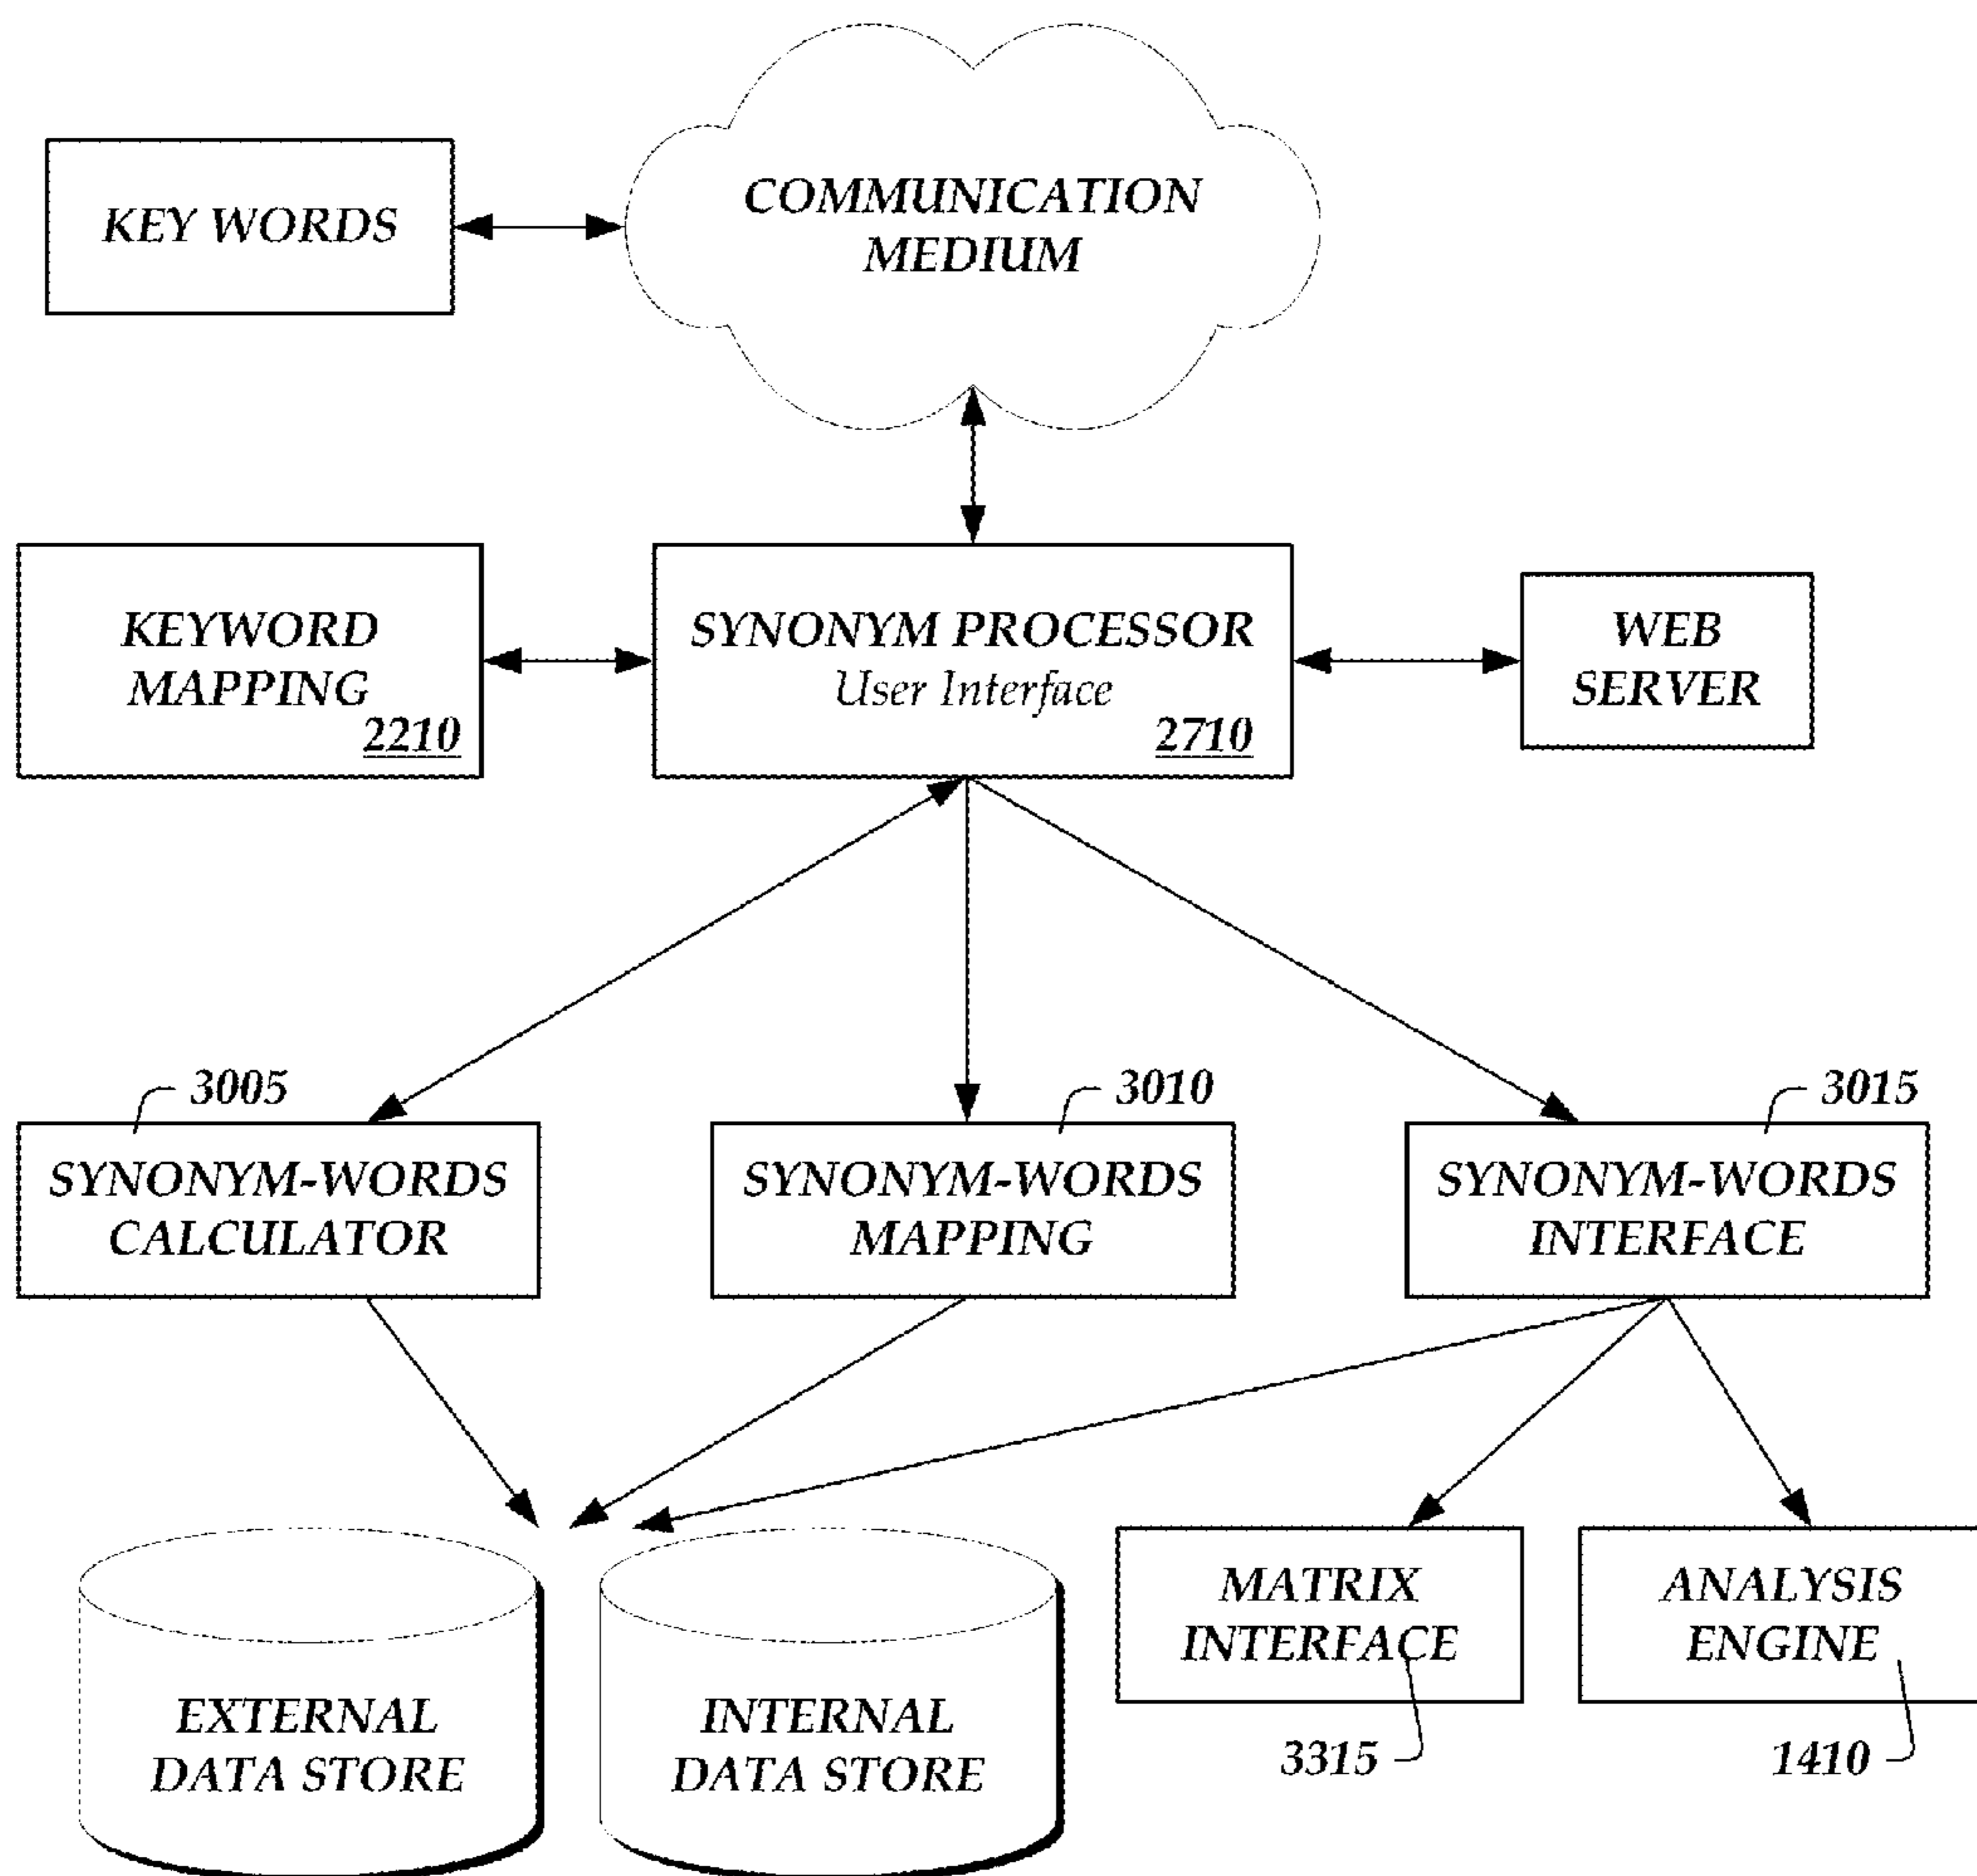 COMMUNICATION
MEDIUM
KEY WORDS
KEYWORD
MAPPING
2210
SYNONYM PROCESSOR
User Interface
2710
WEB
SERVER
3005
SYNONYM-WORDS
CALCULATOR
3010
SYNONYM-WORDS
MAPPING
3015
SYNONYM-WORDS
INTERFACE
EXTERNAL
DATA STORE
INTERNAL
DATA STORE
MATRIX
INTERFACE
3315
ANALYSIS
ENGINE
1410